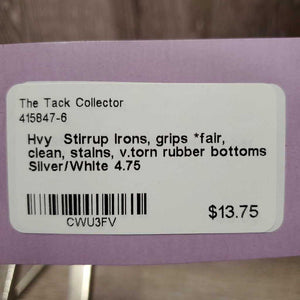 The Tack Collector
415847-6
Hvy Stirrup Irons, grips *fair,
clean, stains, v.torn rubber bottoms
Silver/White 4.75
CWU3FV
$13.75